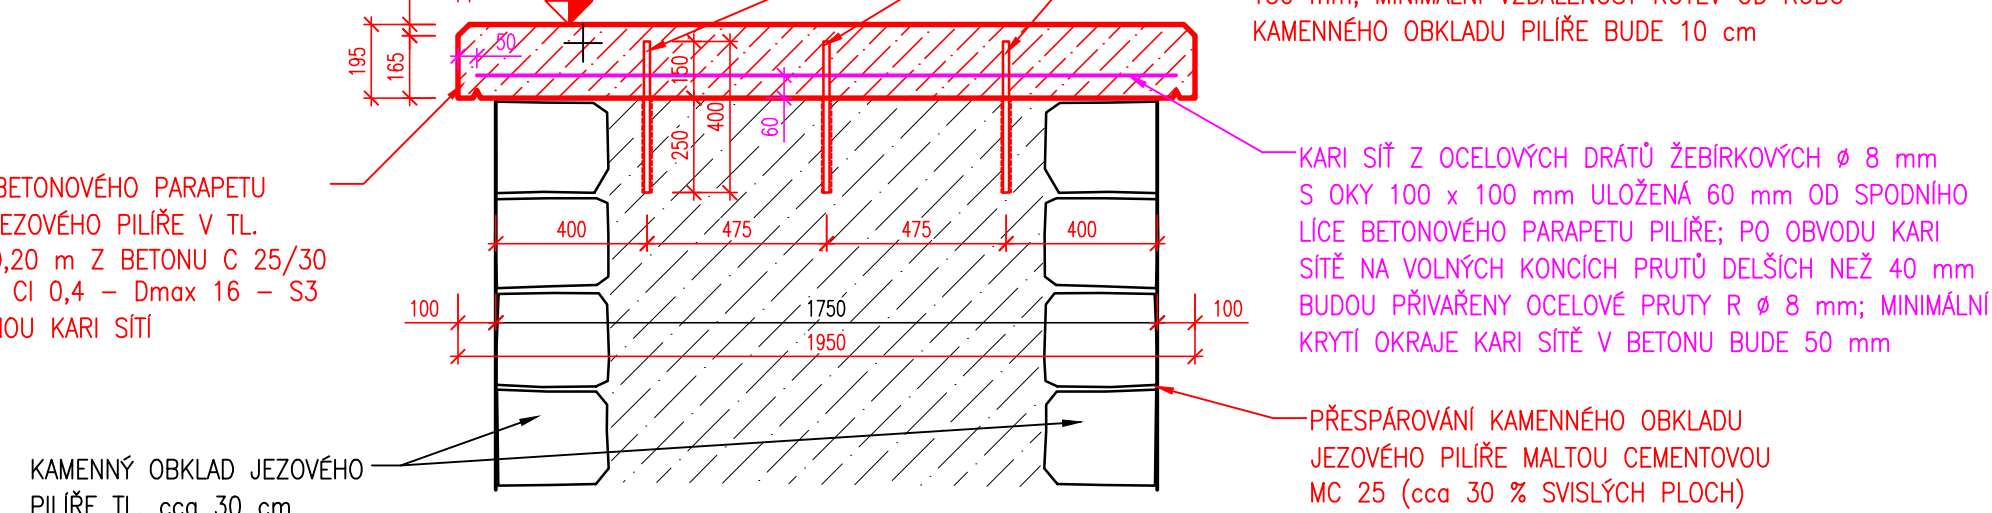 KAMENNÉHO OBKLADU PILÍŘE BUDE 10 cm
50
195
165
150
400
250
60
BETONOVÉHO PARAPETU
V TL.
0,20 m Z BETONU C 25/30
Cl 0,4 – Dmax 16 – S3
KARI SÍTÍ
KARI SÍŤ Z OCELOVÝCH DRÁTŮ ŽEBÍRKOVÝCH ø 8 mm
S OKY 100 x 100 mm ULOŽENÁ 60 mm OD SPODNÍHO
LÍCE BETONOVÉHO PARAPETU PILÍŘE; PO OBVODU KARI
SÍTĚ NA VOLNÝCH KONCÍCH PRUTŮ DELŠÍCH NEŽ 40 mm
BUDOU PŘIVAŘENY OCELOVÉ PRUTY R ø 8 mm; MINIMÁLNÍ
KRYTÍ OKRAJE KARI SÍTĚ V BETONU BUDE 50 mm
400 475 475 400
100 1750 100
1950
PŘESPÁROVÁNÍ KAMENNÉHO OBKLADU
JEZOVÉHO PILÍŘE MALTOU CEMENTOVOU
MC 25 (cca 30 % SVISLÝCH PLOCH)
KAMENNÝ OBKLAD JEZOVÉHO
PILÍŘE TL. cca 30 cm